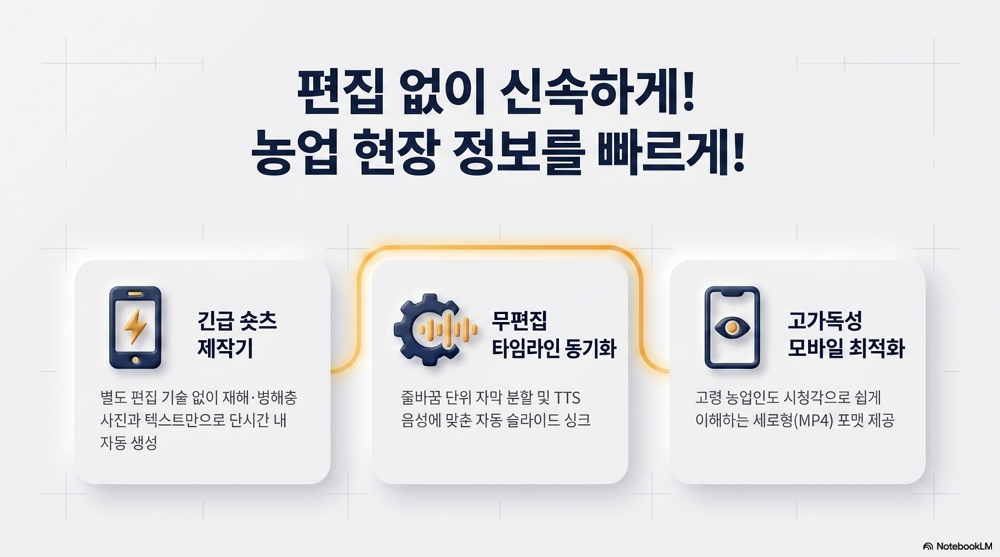 편집 없이 신속하게!
농업 현장 정보를 빠르게!
긴급 숏츠
제작기
별도 편집 기술 없이 재해·병해충
사진과 텍스트만으로 단시간 내
자동 생성
무편집
타임라인 동기화
줄바꿈 단위 자막 분할 및 TTS
음성에 맞춘 자동 슬라이드 싱크
고가독성
모바일 최적화
고령 농업인도 시청각으로 쉽게
이해하는 세로형(MP4) 포맷 제공
NotebookLM